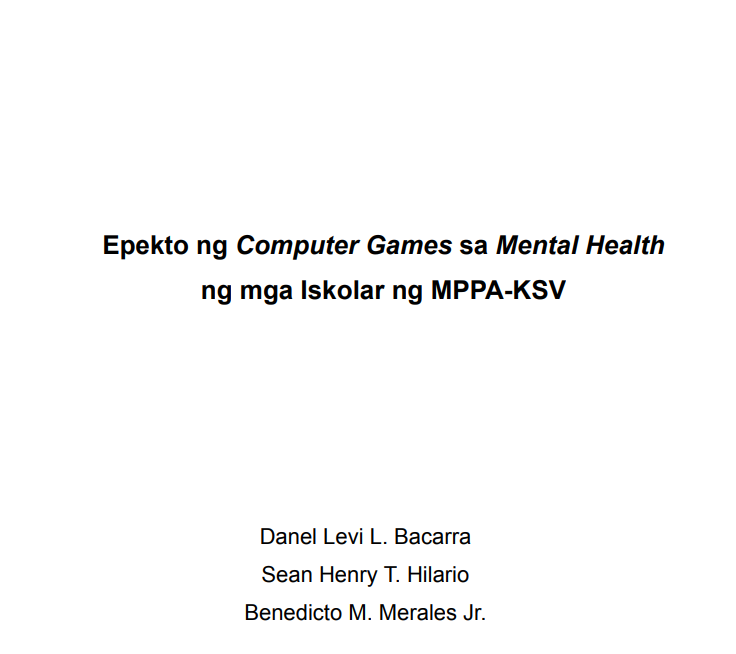 Epekto ng Computer Games sa Mental Health
ng mga Iskolar ng MPPA-KSV
Danel Levi L. Bacarra
Sean Henry T. Hilario
Benedicto M. Merales Jr.